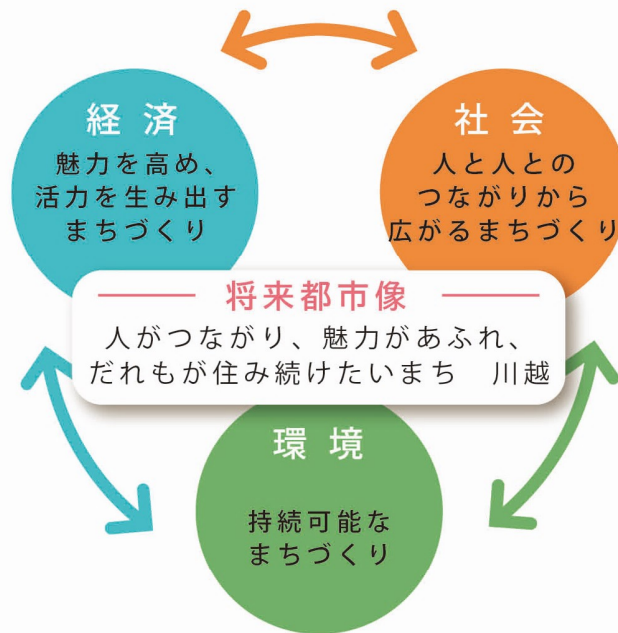 経済
魅力を高め、
活力を生み出す
まちづくり
社会
人と人との
つながりから
広がるまちづくり
将来都市像
人がつながり、魅力があふれ、
だれもが住み続けたいまち　川越
環境
持続可能な
まちづくり